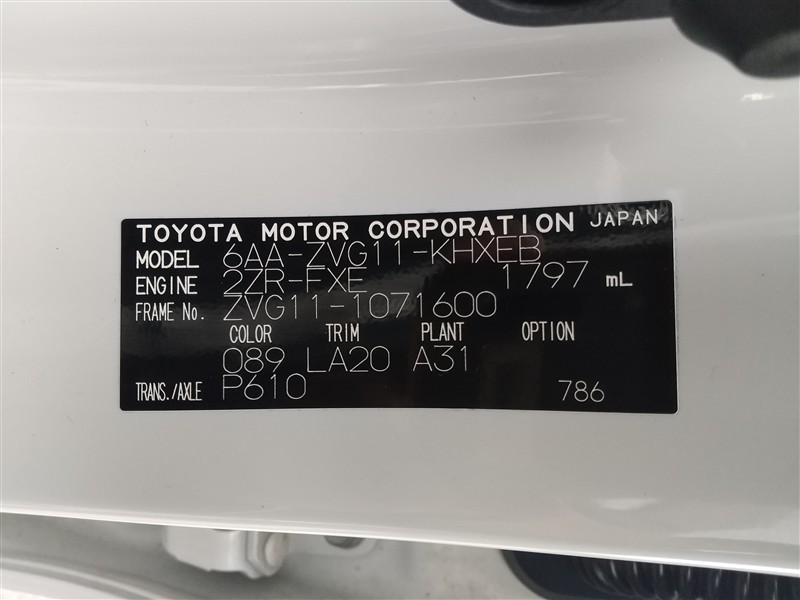 TOYOTA MOTOR CORPORATION JAPAN
MODEL 6AA-ZVG11-KHXEB
ENGINE 2ZR-FXE 1797 mL
FRAME No. ZVG11-1071600
COLOR TRIM PLANT OPTION
089 LA20 A31
TRANS./AXLE P610 786